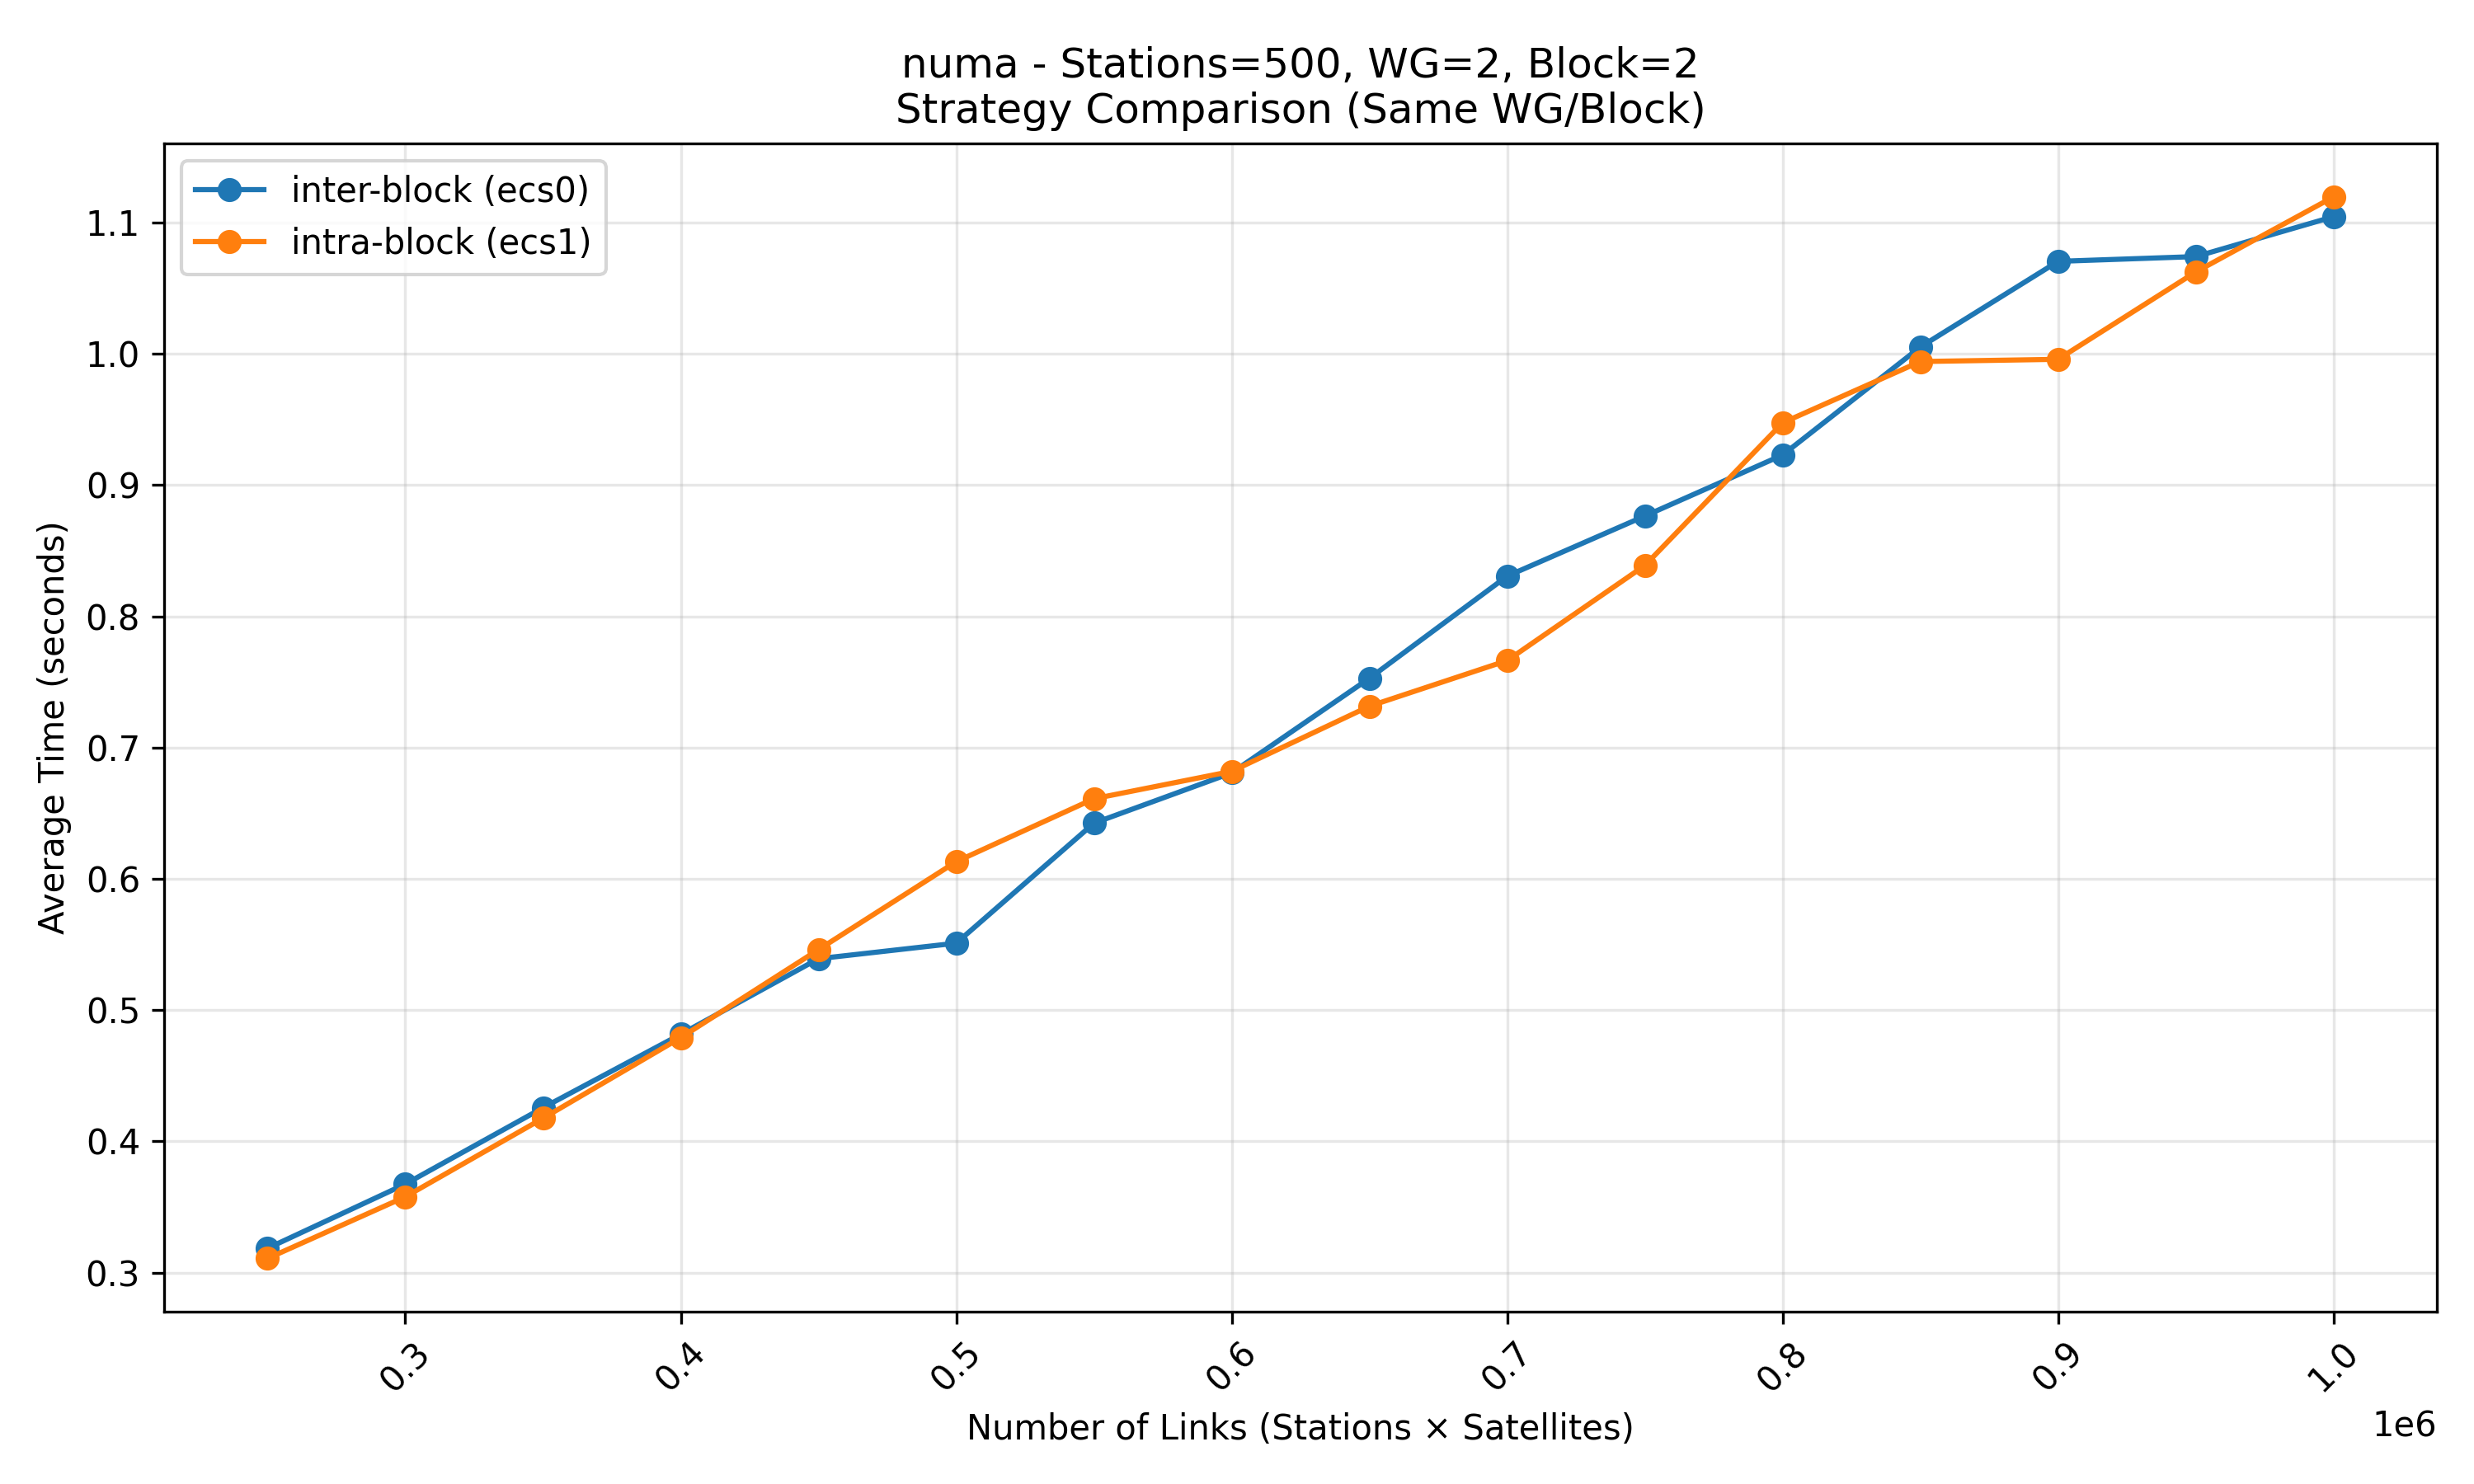 numa - Stations=500, WG=2, Block=2
Strategy Comparison (Same WG/Block)
inter-block (ecs0)
intra-block (ecs1)
Average Time (seconds)
1.1
1.0
0.9
0.8
0.7
0.6
0.5
0.4
0.3
0.3
0.4
0.5
0.6
0.7
0.8
0.9
1.0
Number of Links (Stations × Satellites)
1e6